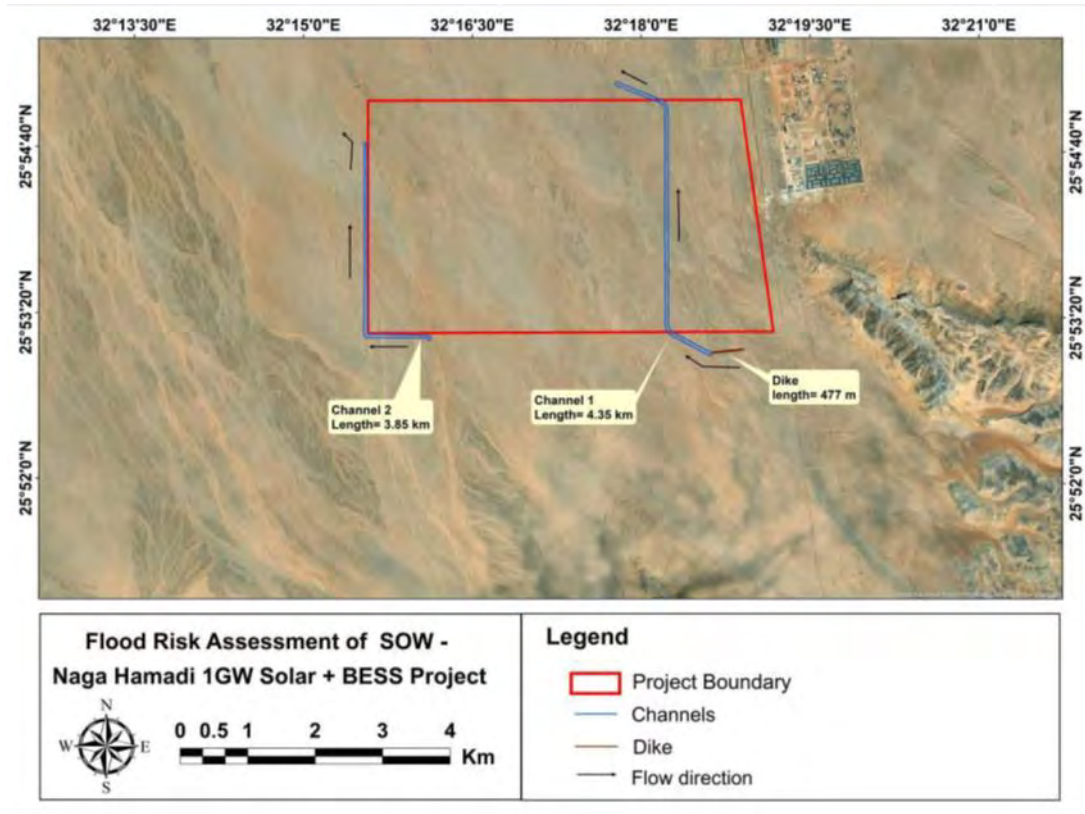 32°13'30"E
32°15'0"E
32°16'30"E
32°18'0"E
32°19'30"E
32°21'0"E
25°54'40"N
25°54'40"N
25°53'20"N
25°53'20"N
25°52'0"N
25°52'0"N
Channel 2
Length= 3.85 km
Channel 1
Length= 4.35 km
Dike
length= 477 m
Flood Risk Assessment of SOW -
Naga Hamadi 1GW Solar + BESS Project
N
W
E
S
0 0.5 1 2 3 4
Km
Legend
Project Boundary
Channels
Dike
Flow direction